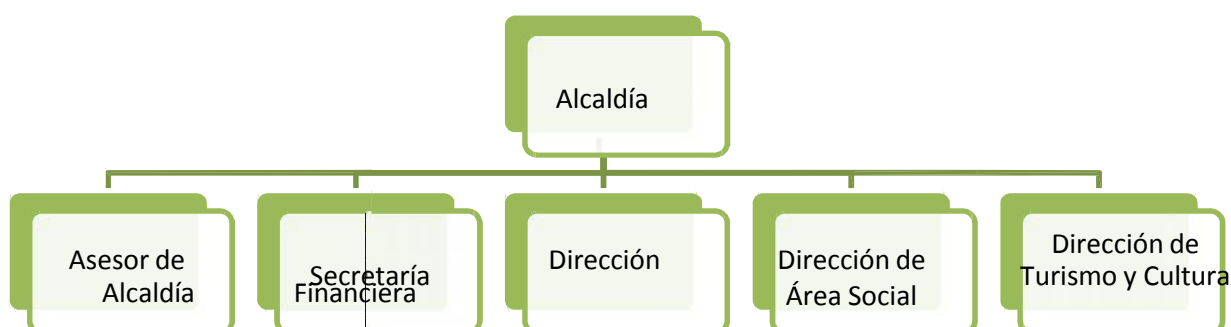 Alcaldía
Asesor de
Alcaldía
Secretaría
Financiera
Dirección
Dirección de
Área Social
Dirección de
Turismo y Cultura